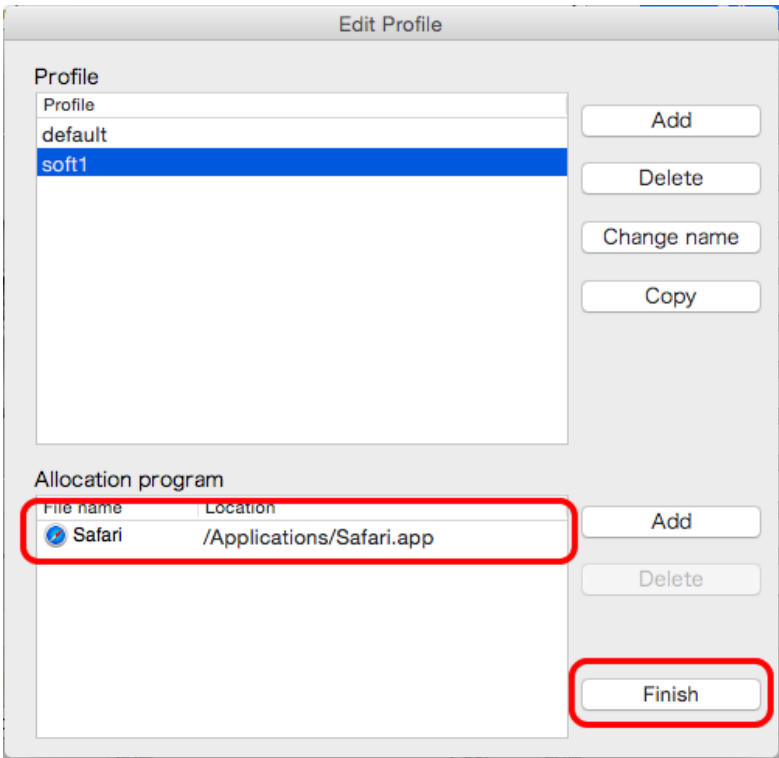 Edit Profile
Profile
Profile
default
soft1
Add
Delete
Change name
Copy
Allocation program
File name Location
Safari /Applications/Safari.app
Add
Delete
Finish